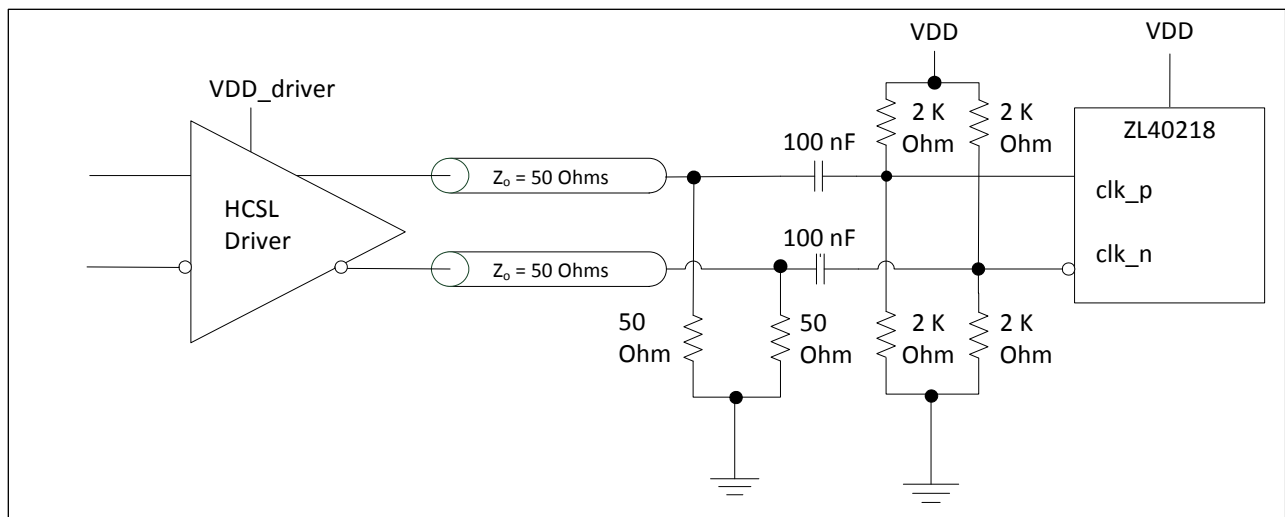 VDD
VDD
VDD_driver
2 K
Ohm
2 K
Ohm
ZL40218
100 nF
Zo = 50 Ohms
clk_p
HCSL
Driver
100 nF
clk_n
Zo = 50 Ohms
50
Ohm
50
Ohm
2 K
Ohm
2 K
Ohm